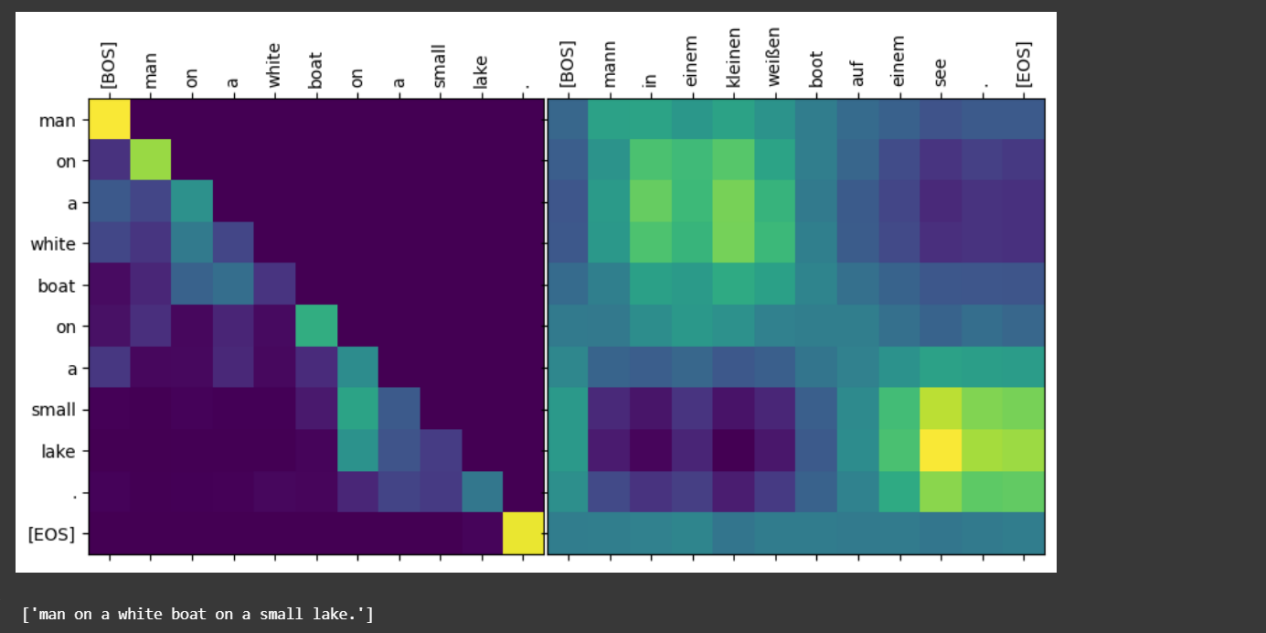 [BOS] man on a white boat on a small lake . [BOS] mann in einem kleinen weißen boot auf einem see . [EOS]
man
on
a
white
boat
on
a
small
lake
.
[EOS]
['man on a white boat on a small lake.']